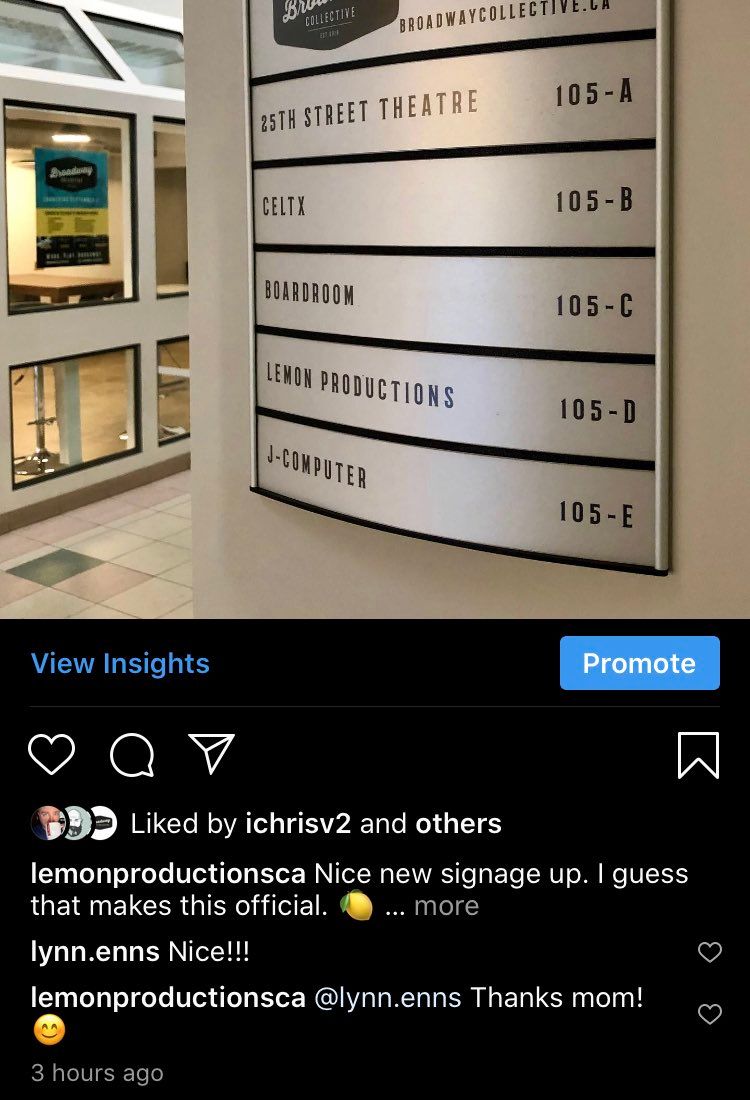 Broadway
COLLECTIVE
BROADWAYCOLLECTIVE.CA
25TH STREET THEATRE 105-A
CELTX 105-B
BOARDROOM 105-C
LEMON PRODUCTIONS 105-D
J-COMPUTER 105-E
Broadway
View Insights
Promote
Liked by ichrisv2 and others
lemonproductionsca Nice new signage up. I guess
that makes this official. 🍋 ... more
lynn.enns Nice!!!
lemonproductionsca @lynn.enns Thanks mom!
😊
3 hours ago